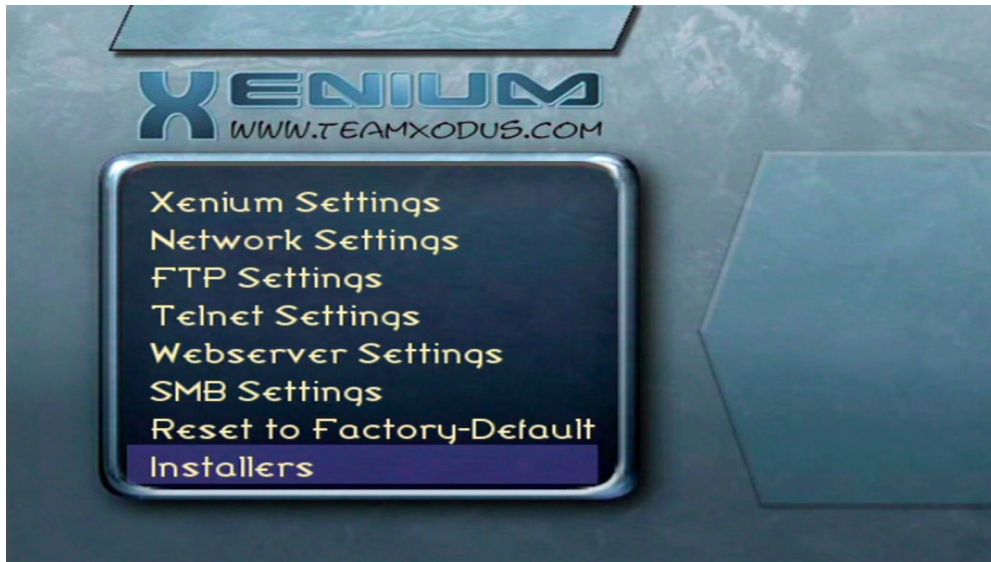 XENIUM
WWW.TEAMXODUS.COM
Xenium Settings
Network Settings
FTP Settings
Telnet Settings
Webserver Settings
SMB Settings
Reset to Factory-Default
Installers